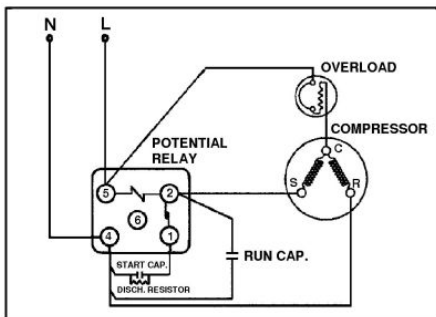 N L
OVERLOAD
COMPRESSOR
C
S R
POTENTIAL
RELAY
5 2
6
4 1
START CAP.
DISCH. RESISTOR
RUN CAP.